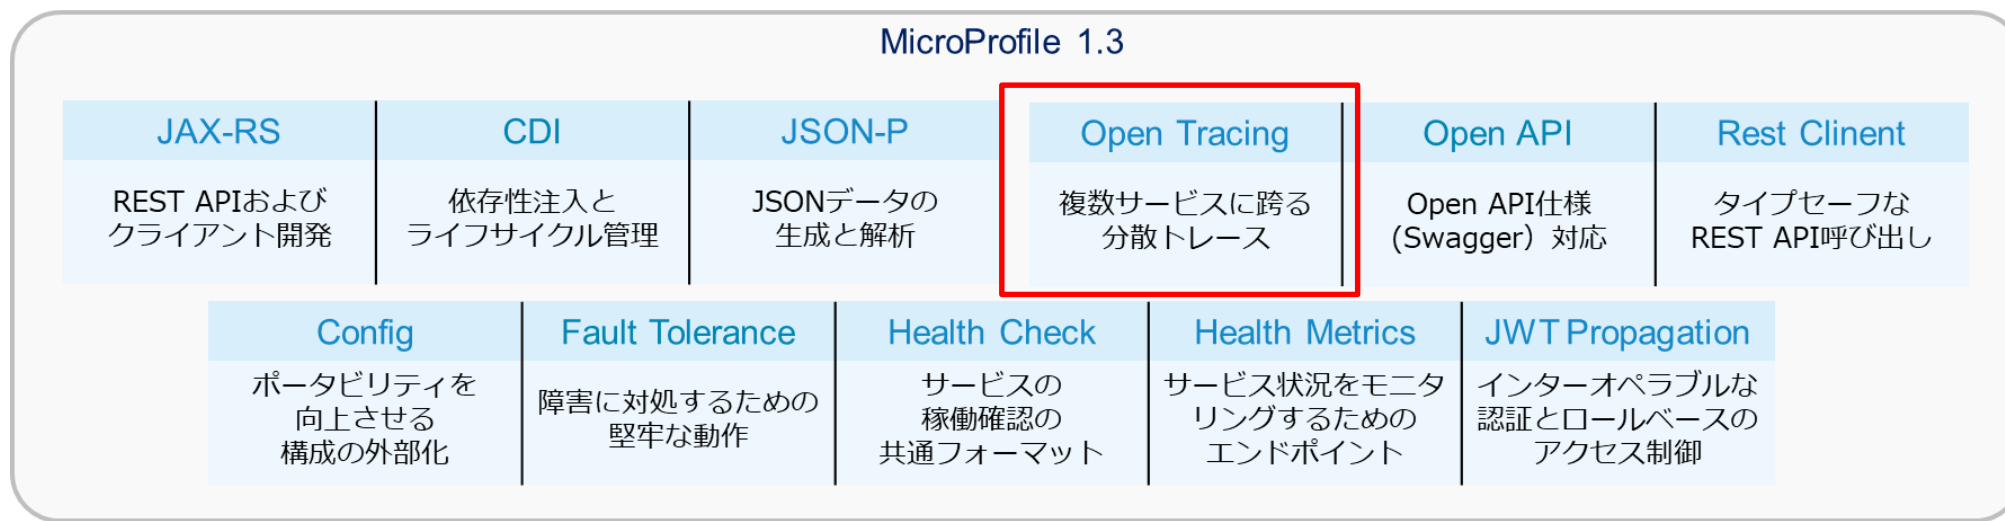 MicroProfile 1.3
JAX-RS
CDI
JSON-P
Open Tracing
Open API
Rest Clinent
REST APIおよび
クライアント開発
依存性注入と
ライフサイクル管理
JSONデータの
生成と解析
複数サービスに跨る
分散トレース
Open API仕様
(Swagger）対応
タイプセーフな
REST API呼び出し
Config
Fault Tolerance
Health Check
Health Metrics
JWT Propagation
ポータビリティを
向上させる
構成の外部化
障害に対処するための
堅牢な動作
サービスの
稼働確認の
共通フォーマット
サービス状況をモニタ
リングするための
エンドポイント
インターオペラブルな
認証とロールベースの
アクセス制御